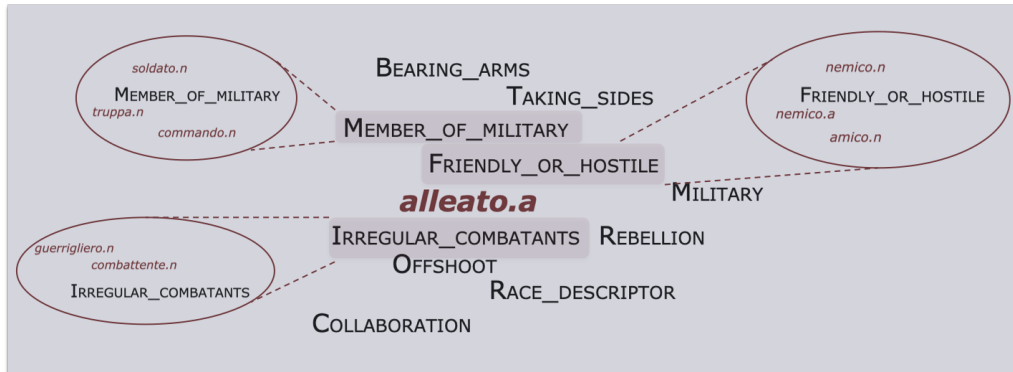 soldato.n
MEMBER_OF_MILITARY
truppa.n
commando.n
BEARING_ARMS
TAKING_SIDES
MEMBER_OF_MILITARY
FRIENDLY_OR_HOSTILE
MILITARY
alleato.a
IRREGULAR_COMBATANTS REBELLION
OFFSHOOT
RACE_DESCRIPTOR
COLLABORATION
nemico.n
FRIENDLY_OR_HOSTILE
nemico.a
amico.n
guerrigliero.n
combattente.n
IRREGULAR_COMBATANTS